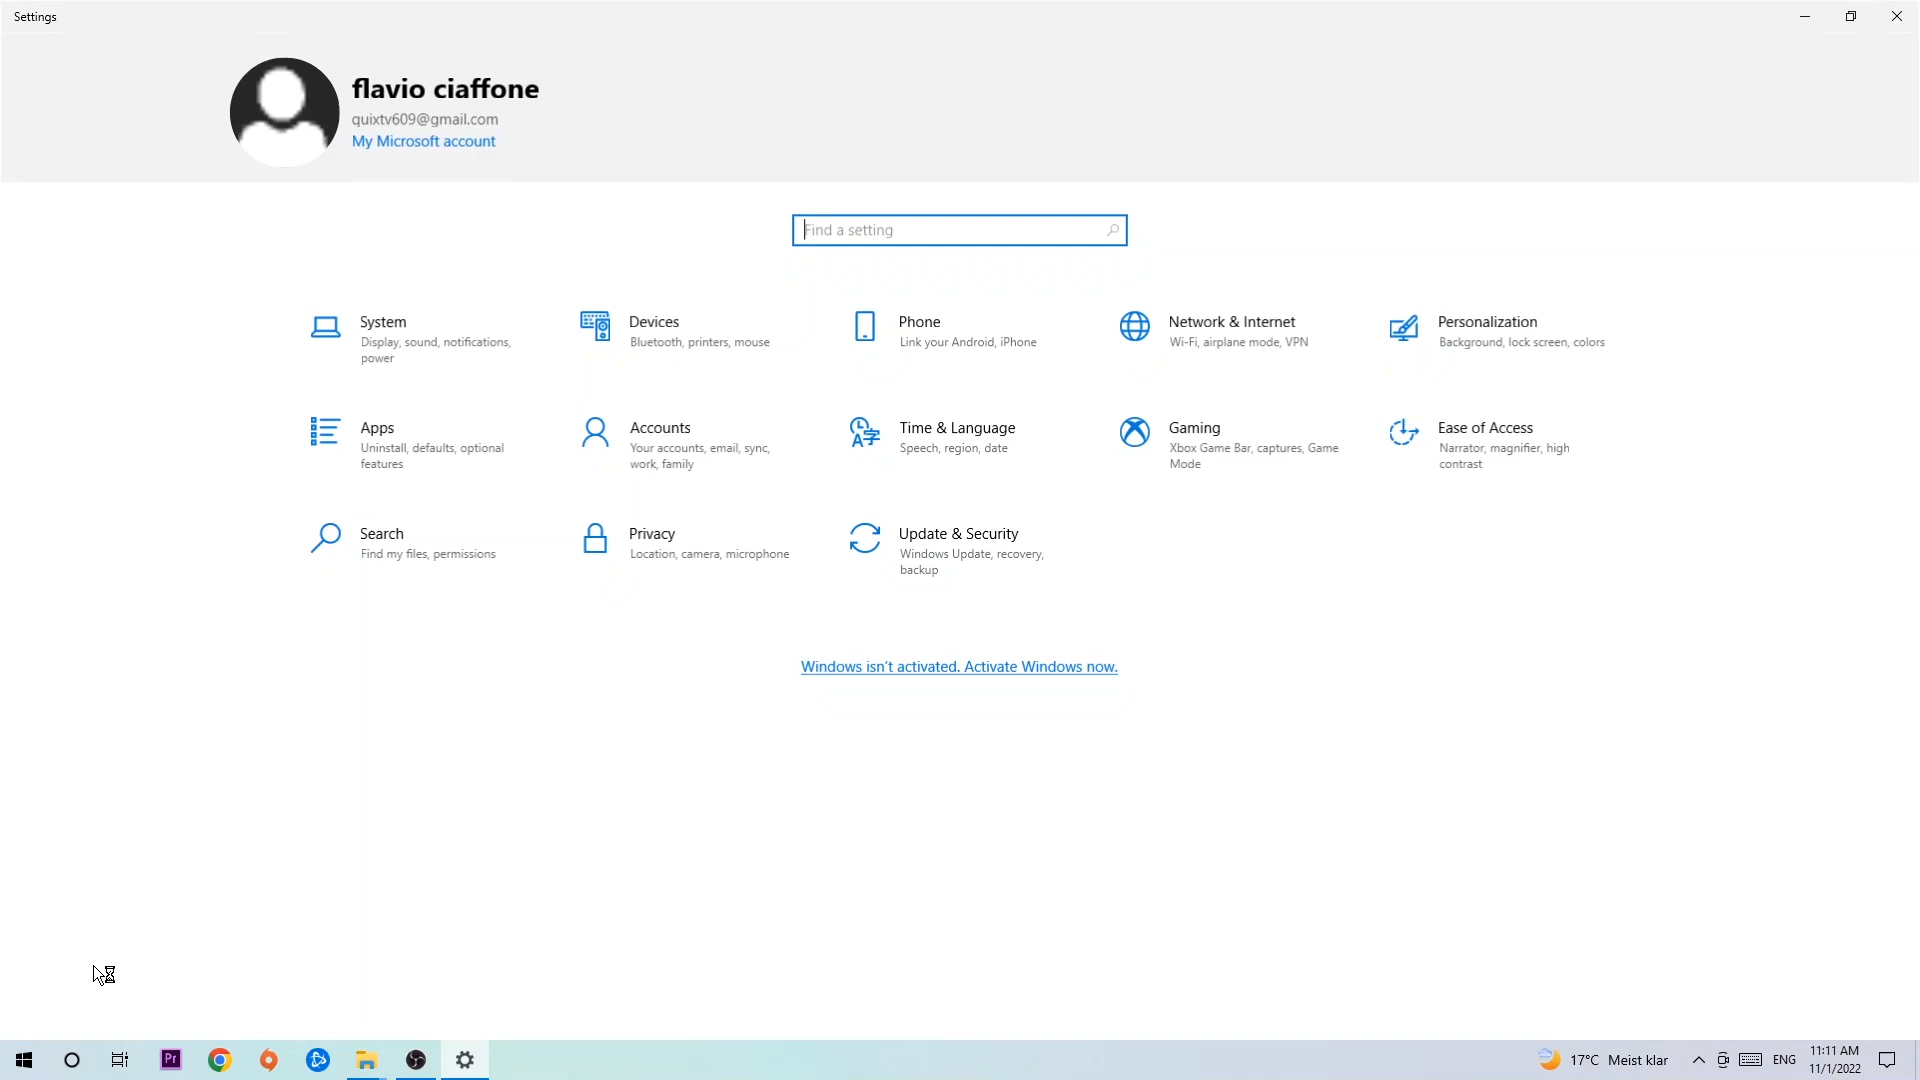 Settings
flavio ciaffone
quixtv609@gmail.com
My Microsoft account
Find a setting
System
Display, sound, notifications,
power
Devices
Bluetooth, printers, mouse
Phone
Link your Android, iPhone
Network & Internet
Wi-Fi, airplane mode, VPN
Personalization
Background, lock screen, colors
Apps
Uninstall, defaults, optional
features
Accounts
Your accounts, email, sync,
work, family
Time & Language
Speech, region, date
Gaming
Xbox Game Bar, captures, Game
Mode
Ease of Access
Narrator, magnifier, high
contrast
Search
Find my files, permissions
Privacy
Location, camera, microphone
Update & Security
Windows Update, recovery,
backup
Windows isn't activated. Activate Windows now.
Pr
17°C Meist klar
ENG
11:11 AM
11/1/2022